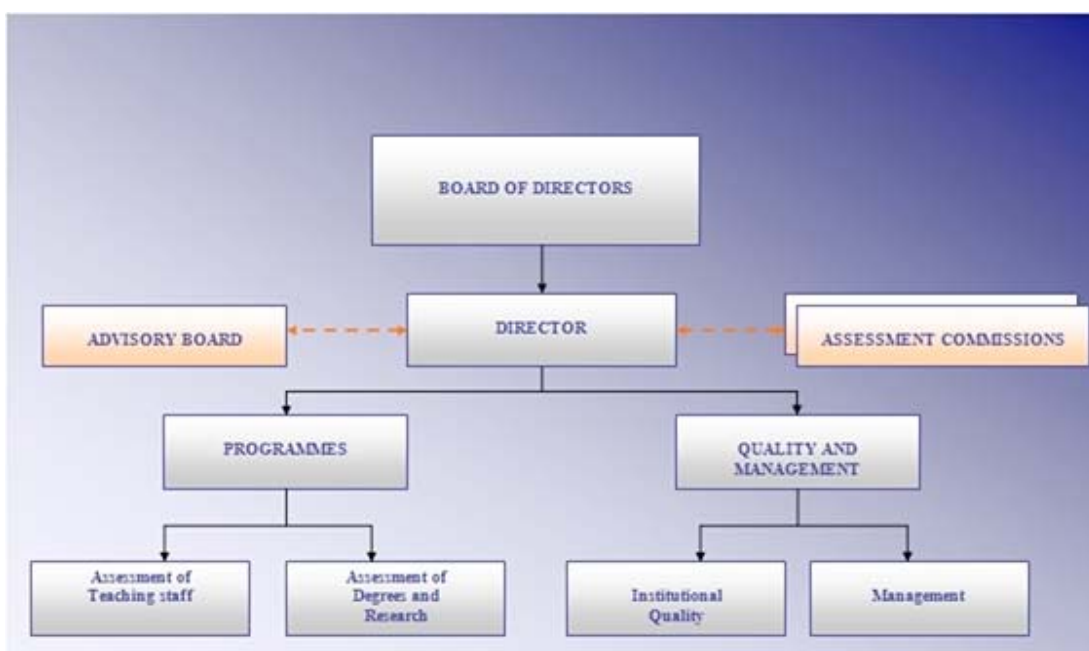 BOARD OF DIRECTORS
ADVISORY BOARD
DIRECTOR
ASSESSMENT COMMISSIONS
PROGRAMMES
QUALITY AND
MANAGEMENT
Assessment of
Teaching staff
Assessment of
Degrees and
Research
Institutional
Quality
Management